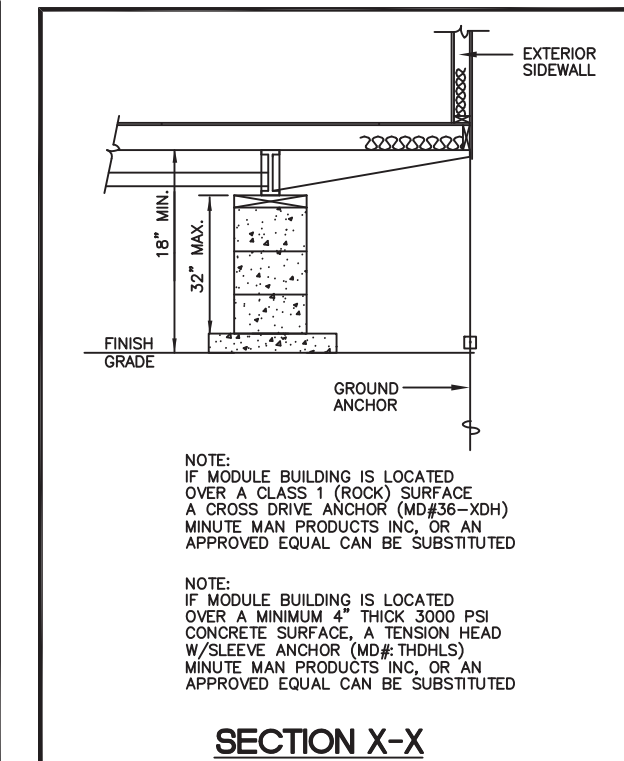 EXTERIOR
SIDEWALL
18" MIN.
32" MAX.
FINISH
GRADE
GROUND
ANCHOR
NOTE:
IF MODULE BUILDING IS LOCATED
OVER A CLASS 1 (ROCK) SURFACE
A CROSS DRIVE ANCHOR (MD#36-XDH)
MINUTE MAN PRODUCTS INC, OR AN
APPROVED EQUAL CAN BE SUBSTITUTED
NOTE:
IF MODULE BUILDING IS LOCATED
OVER A MINIMUM 4" THICK 3000 PSI
CONCRETE SURFACE, A TENSION HEAD
W/SLEEVE ANCHOR (MD#: THDHLS)
MINUTE MAN PRODUCTS INC, OR AN
APPROVED EQUAL CAN BE SUBSTITUTED
SECTION X-X